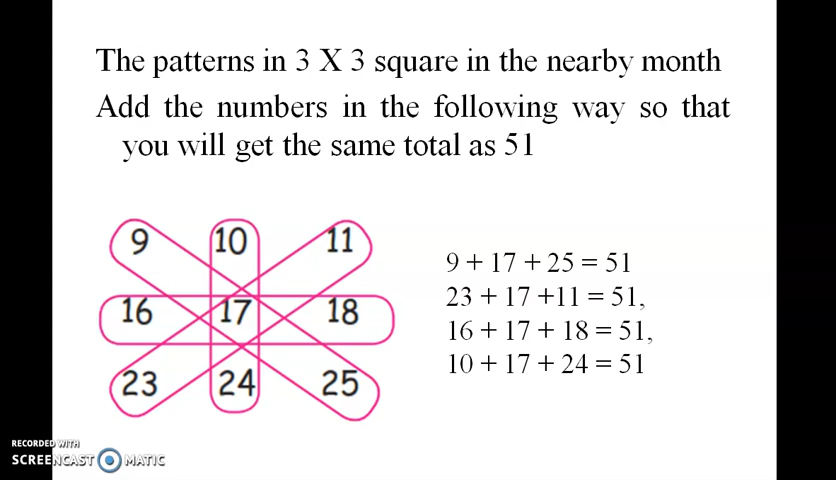 The patterns in 3 X 3 square in the nearby month
Add the numbers in the following way so that
you will get the same total as 51
9 10 11
16 17 18
23 24 25
9 + 17 + 25 = 51
23 + 17 +11 = 51,
16 + 17 + 18 = 51,
10 + 17 + 24 = 51
RECORDED WITH
SCREENCAST MATIC